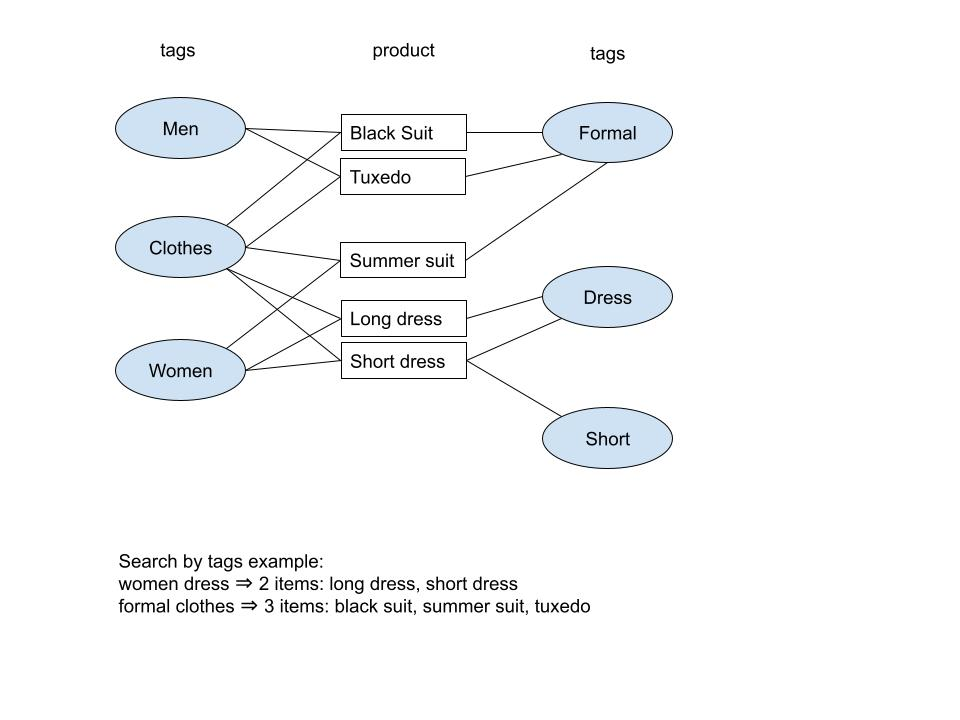 tags
product
tags
Men
Black Suit
Formal
Tuxedo
Clothes
Summer suit
Dress
Long dress
Short dress
Women
Short
Search by tags example:
women dress ⇒ 2 items: long dress, short dress
formal clothes ⇒ 3 items: black suit, summer suit, tuxedo